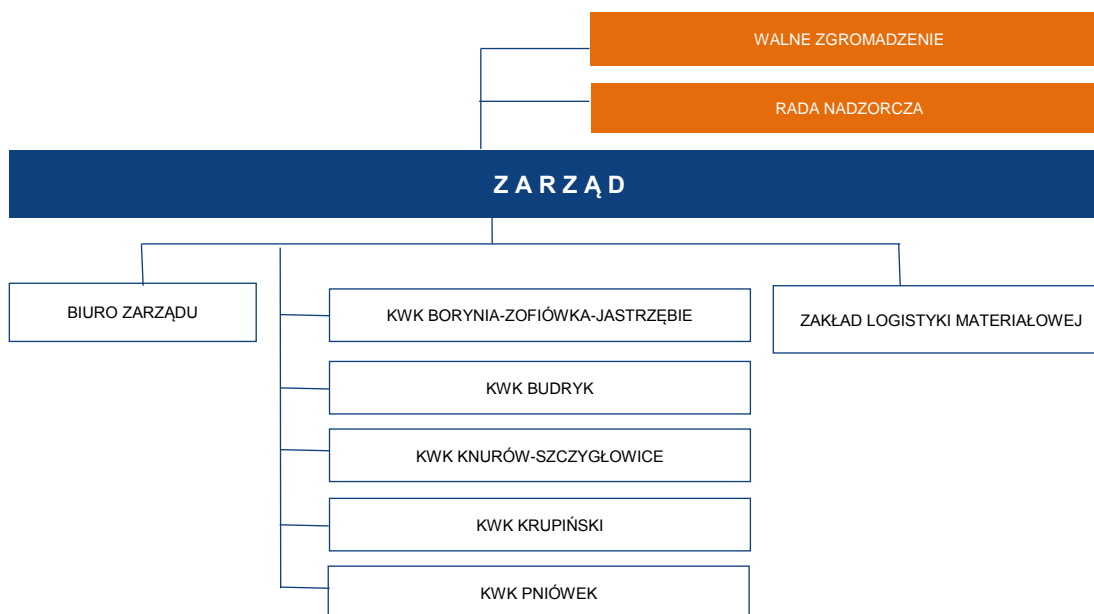 WALNE ZGROMADZENIE
RADA NADZORCZA
ZARZĄD
BIURO ZARZĄDU
KWK BORYNIA-ZOFIÓWKA-JASTRZĘBIE
ZAKŁAD LOGISTYKI MATERIAŁOWEJ
KWK BUDRYK
KWK KNURÓW-SZCZYGŁOWICE
KWK KRUPIŃSKI
KWK PNIÓWEK